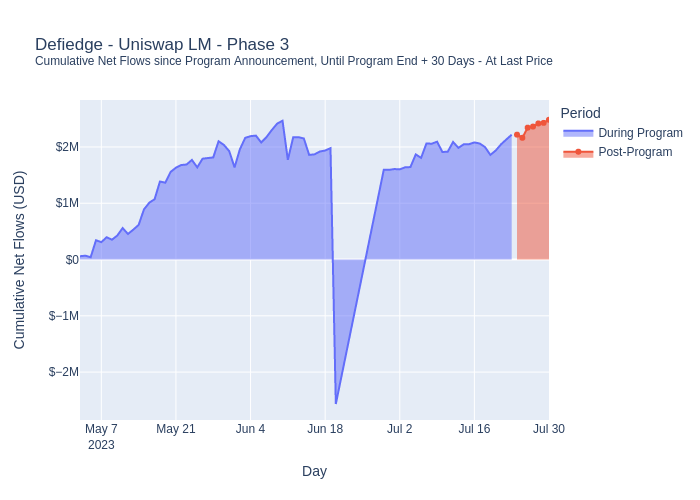 Defiedge - Uniswap LM - Phase 3
Cumulative Net Flows since Program Announcement, Until Program End + 30 Days - At Last Price
Period
During Program
Post-Program
Cumulative Net Flows (USD)
$2M
$1M
$0
$−1M
$−2M
May 7
2023
May 21
Jun 4
Jun 18
Jul 2
Jul 16
Jul 30
Day